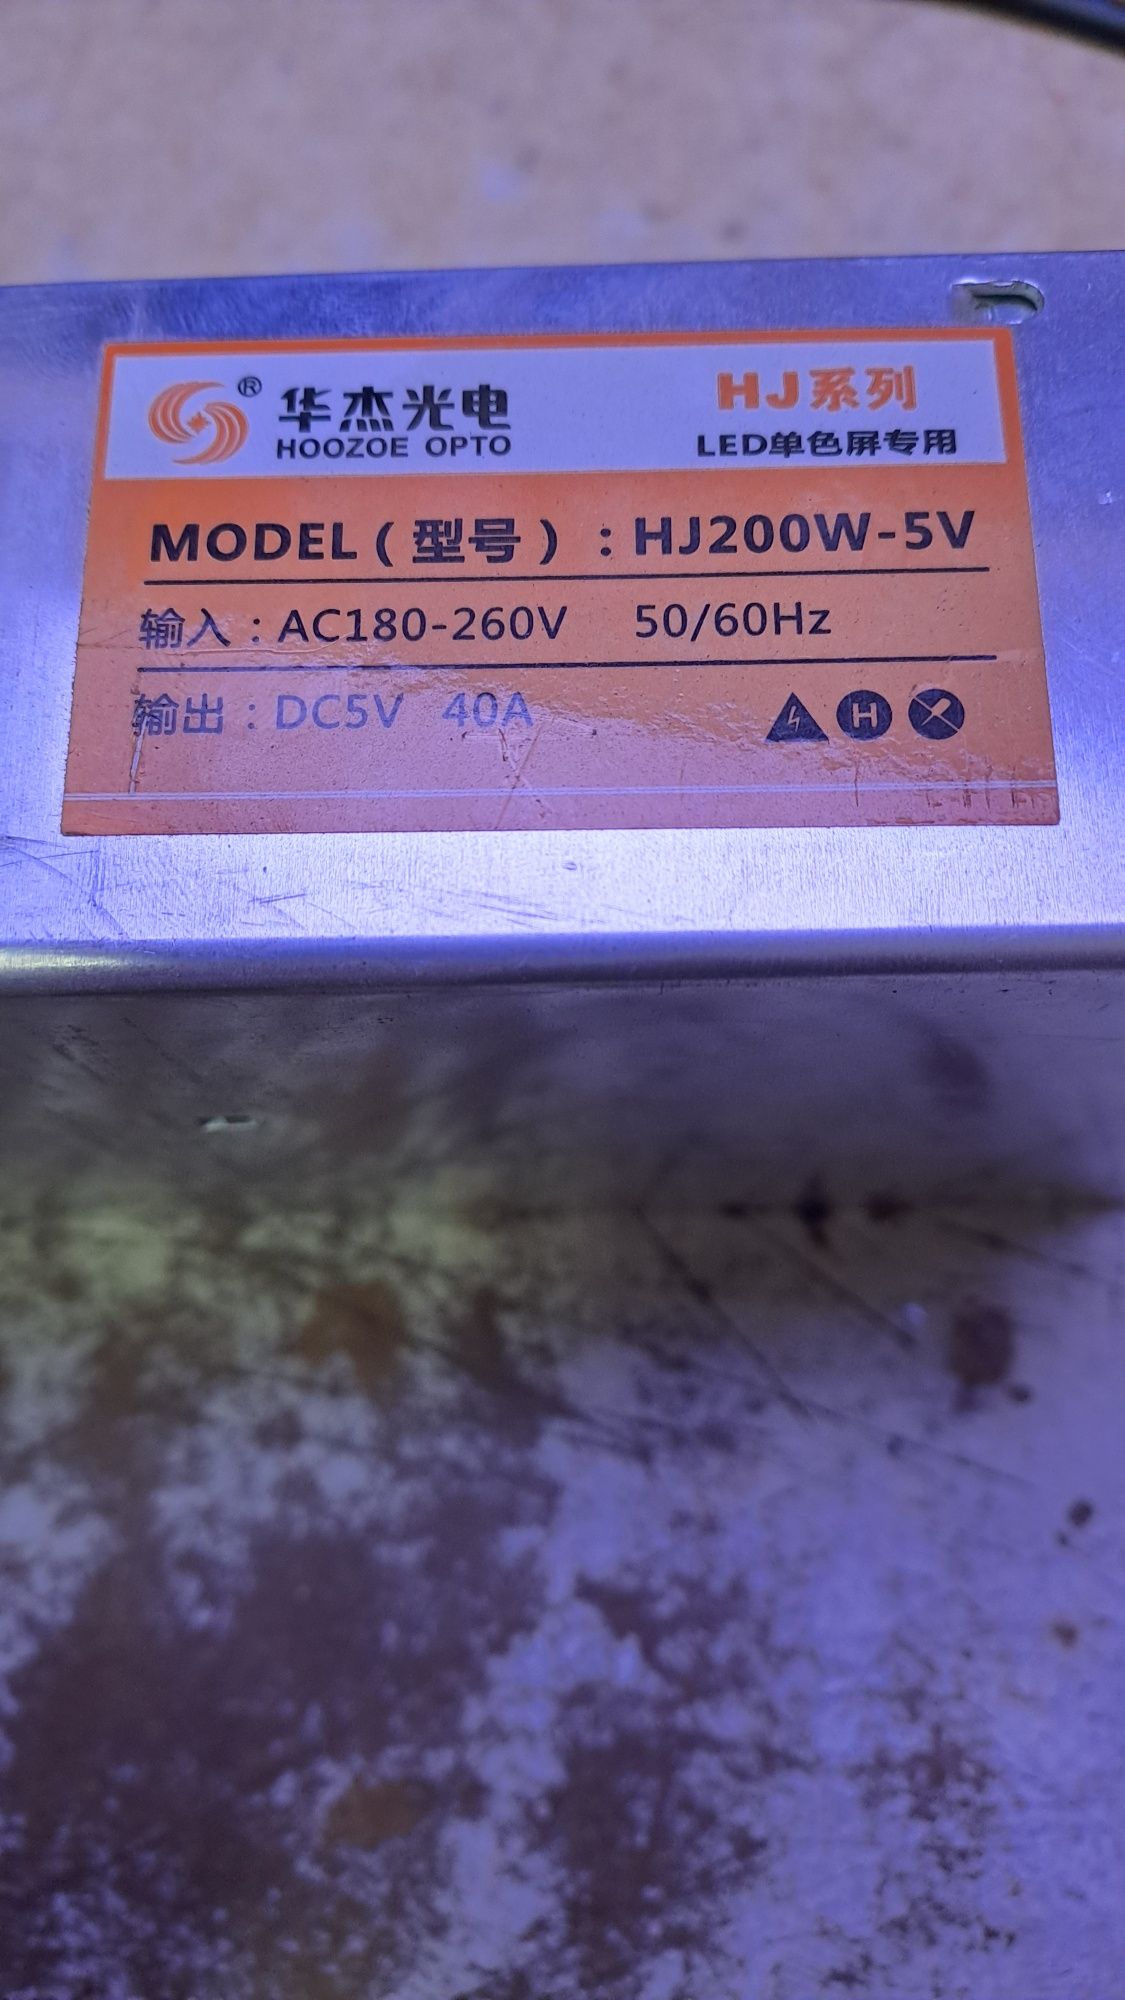 ® 华杰光电 HJ系列
HOOZOE OPTO LED单色屏专用
MODEL（型号）：HJ200W-5V
输入：AC180-260V 50/60Hz
输出：DC5V 40A H